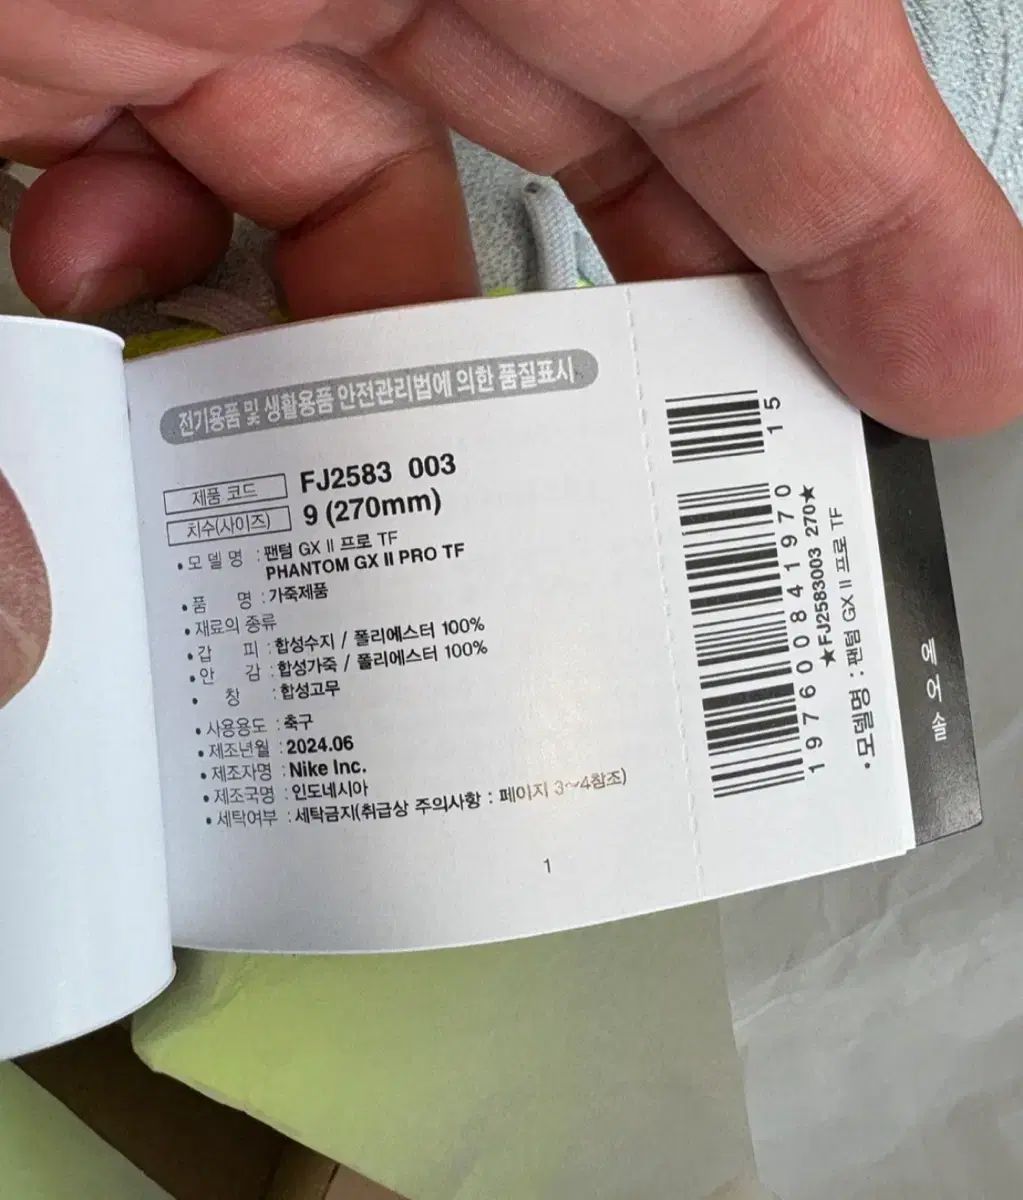 전기용품 및 생활용품 안전관리법에 의한 품질표시
제품 코드 FJ2583 003
치수(사이즈) 9 (270mm)
• 모 델 명 : 팬텀 GX II 프로 TF
PHANTOM GX II PRO TF
• 품 명 : 가죽제품
• 재료의 종류
• 갑 피 : 합성수지 / 폴리에스터 100%
• 안 감 : 합성가죽 / 폴리에스터 100%
• 창 : 합성고무
• 사용용도 : 축구
• 제조년월 : 2024.06
• 제조자명 : Nike Inc.
• 제조국명 : 인도네시아
• 세탁여부 : 세탁금지(취급상 주의사항 : 페이지 3~4참조)
1
15
197600841970
★FJ2583003 270★
• 모델명 : 팬텀 GX II 프로 TF
에어솔